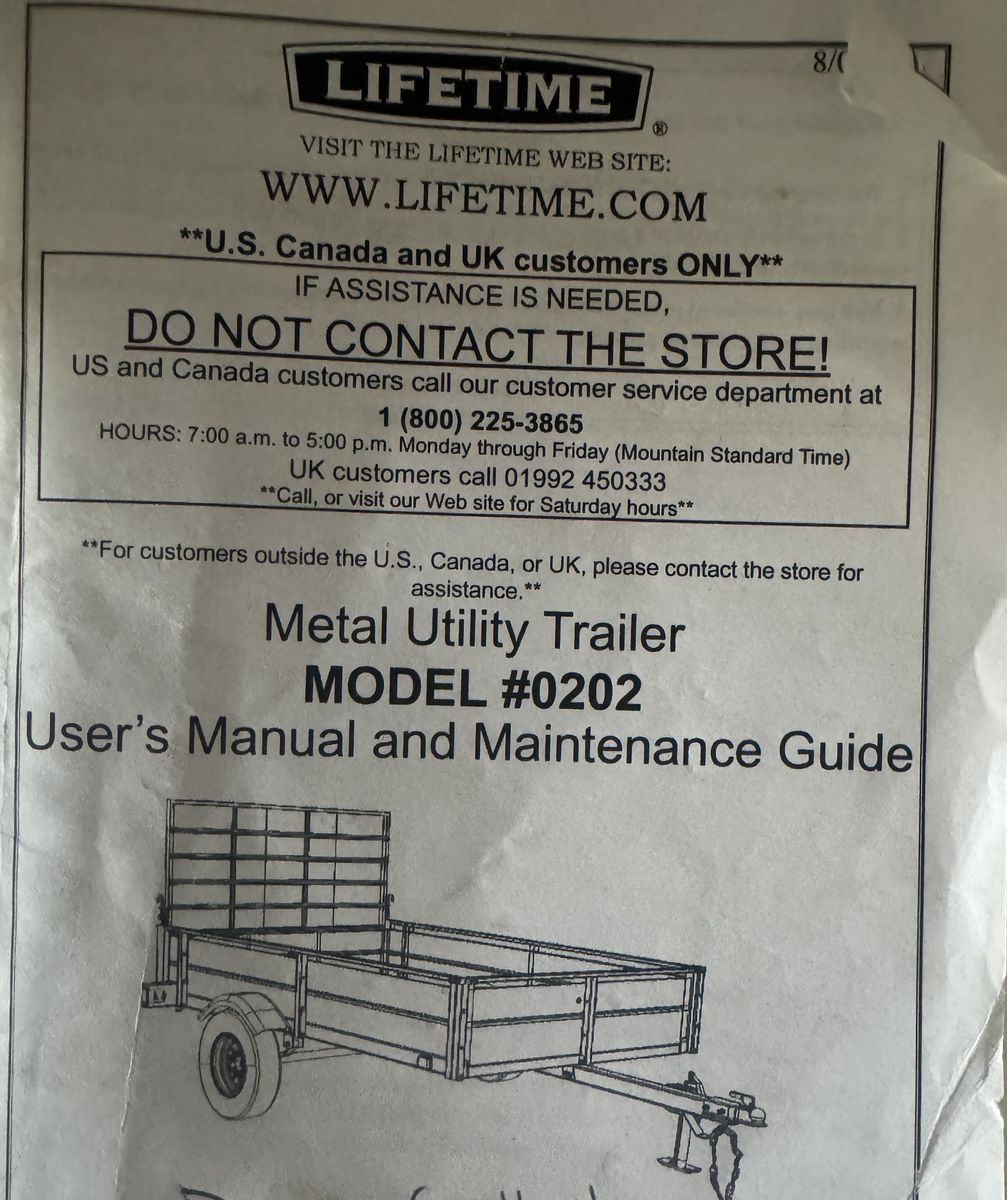 8/0
LIFETIME
®
VISIT THE LIFETIME WEB SITE:
WWW.LIFETIME.COM
**U.S. Canada and UK customers ONLY**
IF ASSISTANCE IS NEEDED,
DO NOT CONTACT THE STORE!
US and Canada customers call our customer service department at
1 (800) 225-3865
HOURS: 7:00 a.m. to 5:00 p.m. Monday through Friday (Mountain Standard Time)
UK customers call 01992 450333
**Call, or visit our Web site for Saturday hours**
**For customers outside the U.S., Canada, or UK, please contact the store for
assistance.**
Metal Utility Trailer
MODEL #0202
User's Manual and Maintenance Guide